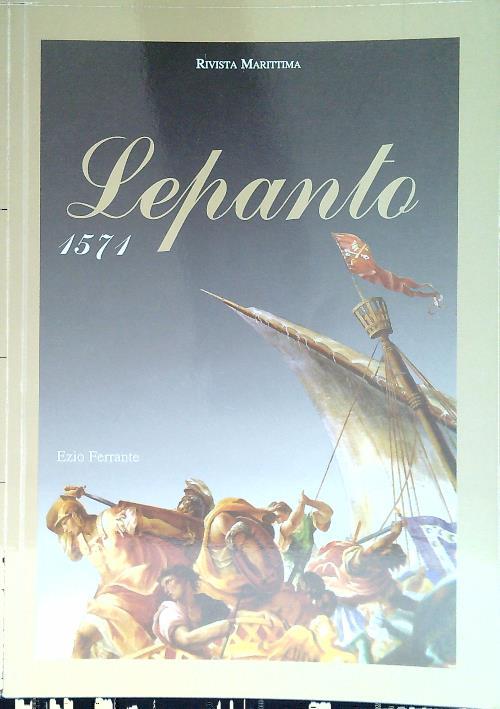 RIVISTA MARITTIMA
Lepanto
1571
Ezio Ferrante